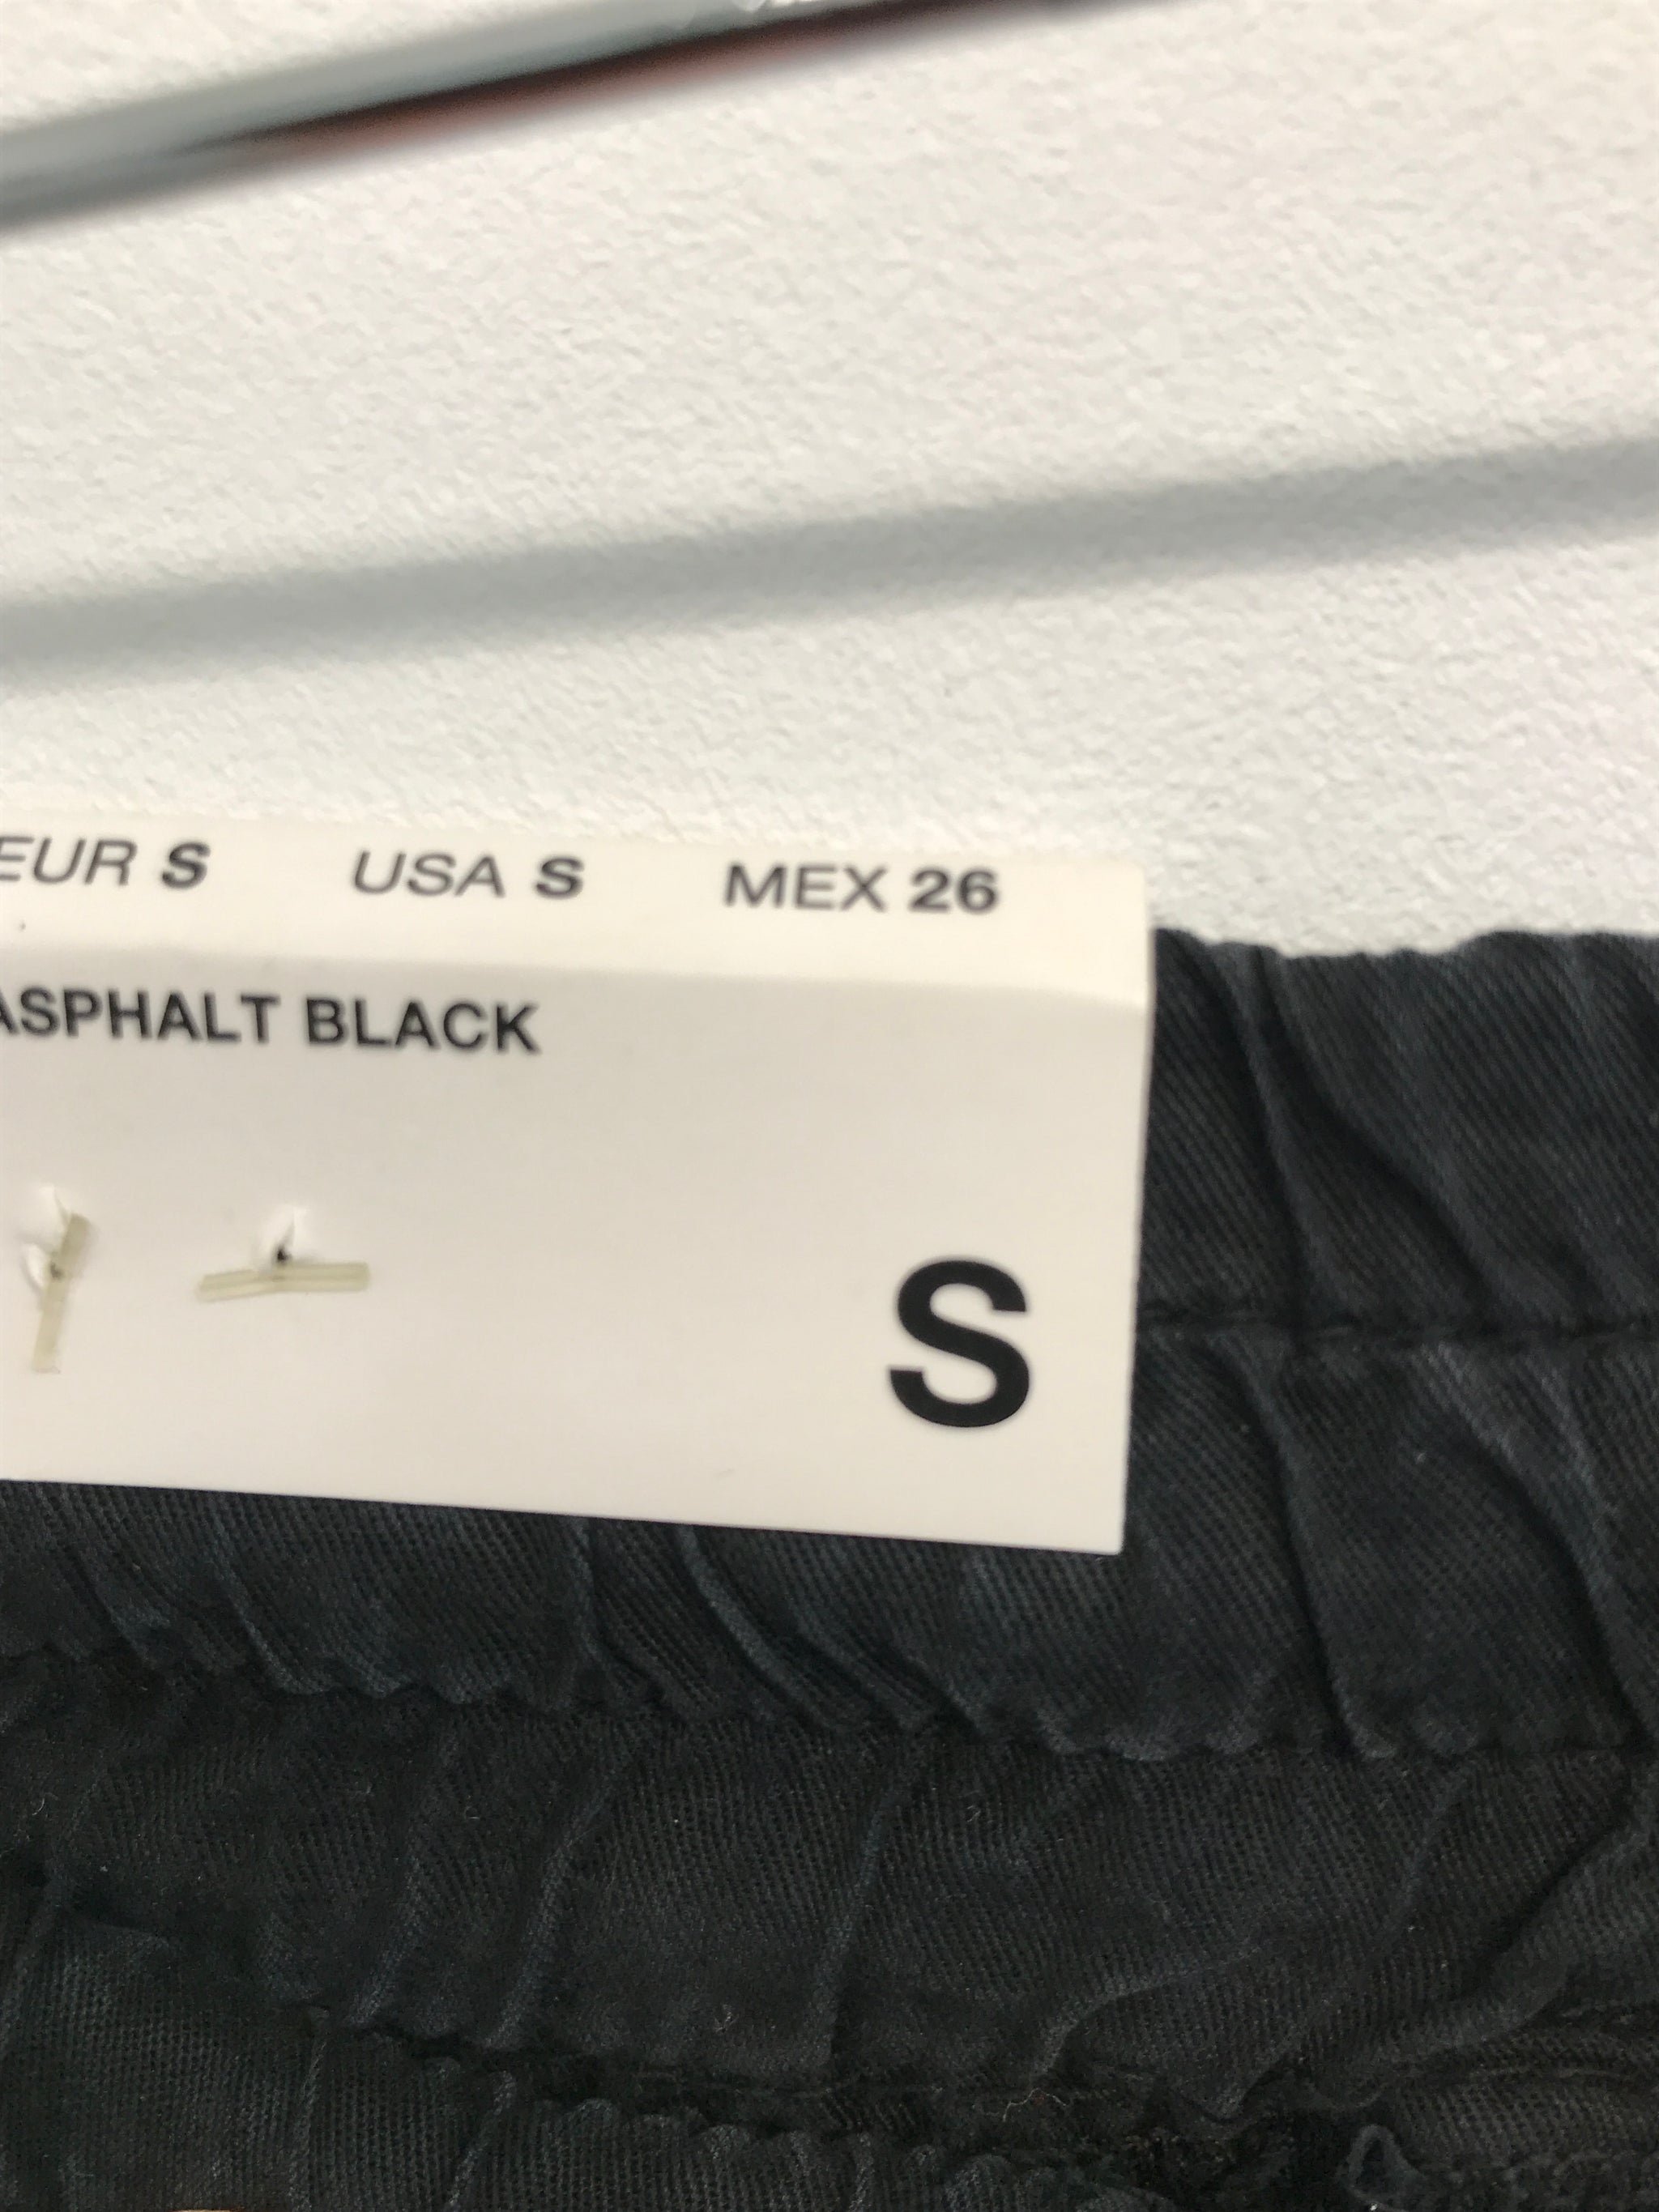 EUR S USA S MEX 26
ASPHALT BLACK
S